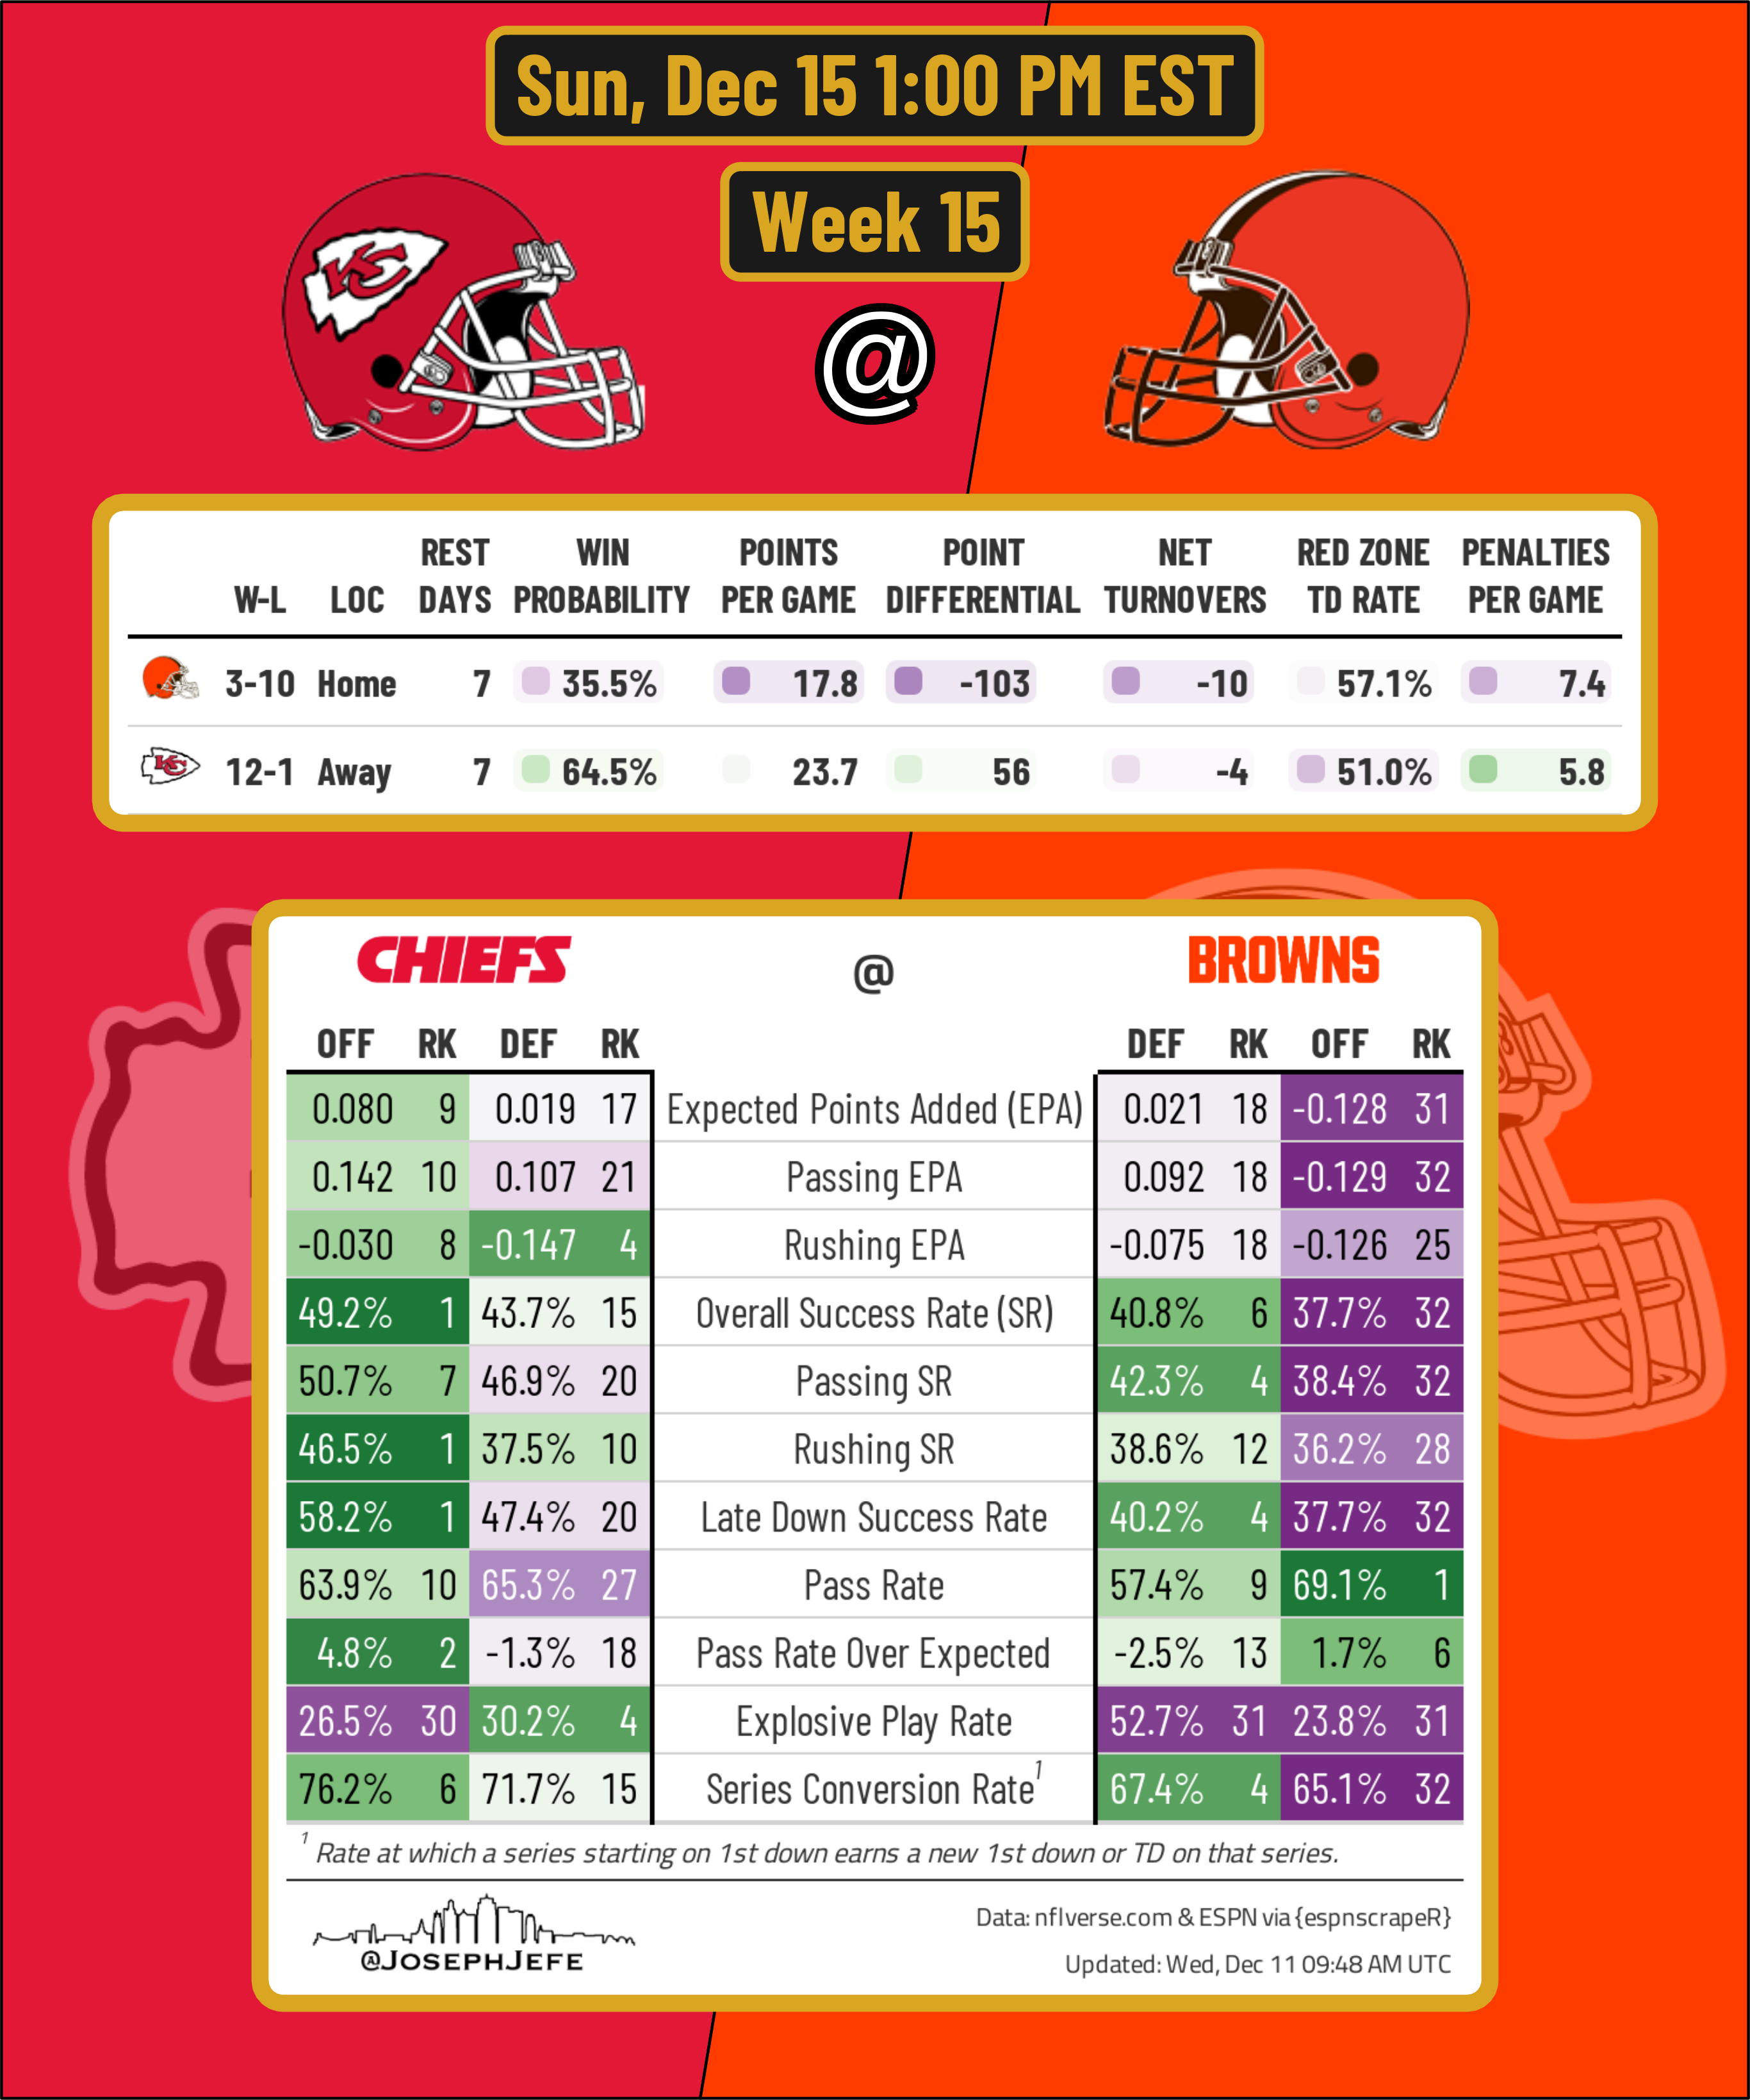 Sun, Dec 15 1:00 PM EST
Week 15
KC
@
W-L LOC REST DAYS WIN PROBABILITY POINTS PER GAME POINT DIFFERENTIAL NET TURNOVERS RED ZONE TD RATE PENALTIES PER GAME
3-10 Home 7 35.5% 17.8 -103 -10 57.1% 7.4
KC 12-1 Away 7 64.5% 23.7 56 -4 51.0% 5.8
CHIEFS @ BROWNS
OFF RK DEF RK DEF RK OFF RK
0.080 9 0.019 17 Expected Points Added (EPA) 0.021 18 -0.128 31
0.142 10 0.107 21 Passing EPA 0.092 18 -0.129 32
-0.030 8 -0.147 4 Rushing EPA -0.075 18 -0.126 25
49.2% 1 43.7% 15 Overall Success Rate (SR) 40.8% 6 37.7% 32
50.7% 7 46.9% 20 Passing SR 42.3% 4 38.4% 32
46.5% 1 37.5% 10 Rushing SR 38.6% 12 36.2% 28
58.2% 1 47.4% 20 Late Down Success Rate 40.2% 4 37.7% 32
63.9% 10 65.3% 27 Pass Rate 57.4% 9 69.1% 1
4.8% 2 -1.3% 18 Pass Rate Over Expected -2.5% 13 1.7% 6
26.5% 30 30.2% 4 Explosive Play Rate 52.7% 31 23.8% 31
76.2% 6 71.7% 15 Series Conversion Rate¹ 67.4% 4 65.1% 32
¹ Rate at which a series starting on 1st down earns a new 1st down or TD on that series.
@JOSEPHJEFE
Data: nflverse.com & ESPN via {espnscrapeR}
Updated: Wed, Dec 11 09:48 AM UTC